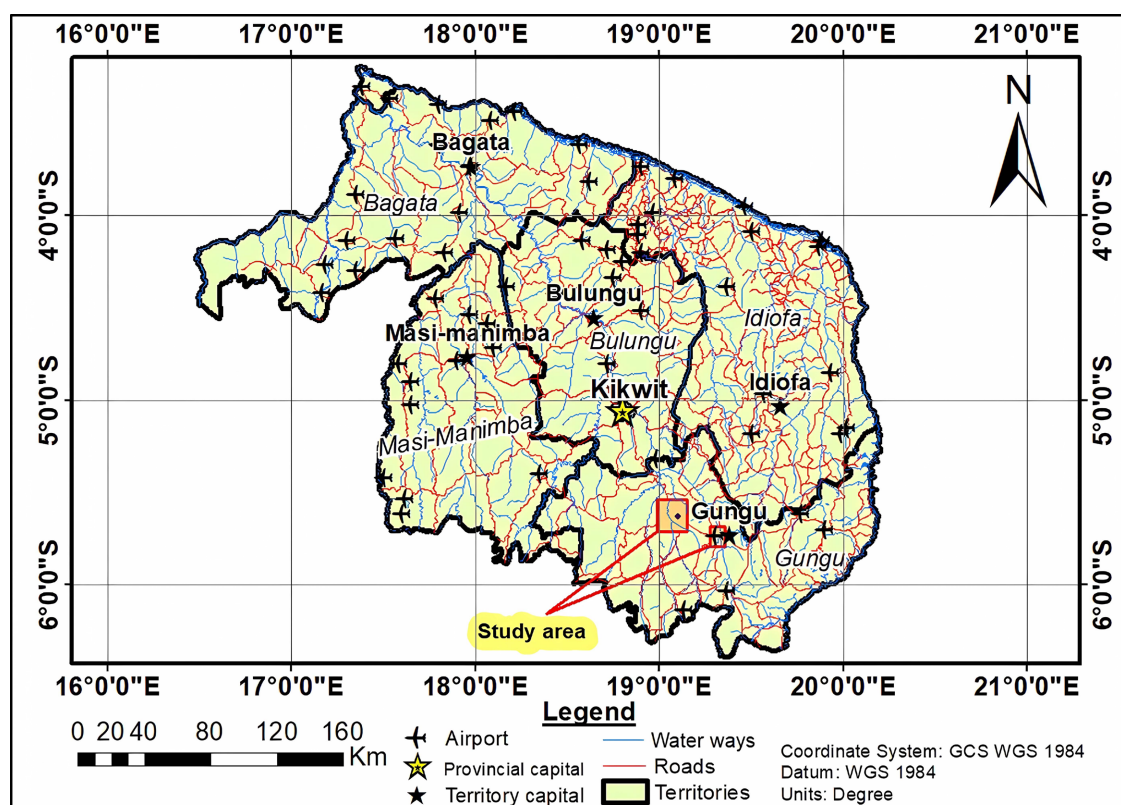 16°0'0"E 17°0'0"E 18°0'0"E 19°0'0"E 20°0'0"E 21°0'0"E
N
Bagata
Bagata
4°0'0"S 4°0'0"S
Bulungu
Idiofa
Masi-manimba
Bulungu
Idiofa
Kikwit
5°0'0"S 5°0'0"S
Masi-Manimba
Gungu
Gungu
6°0'0"S 6°0'0"S
Study area
16°0'0"E 17°0'0"E 18°0'0"E 19°0'0"E 20°0'0"E 21°0'0"E
Legend
0 20 40 80 120 160
Km
Airport
Provincial capital
Territory capital
Water ways
Roads
Territories
Coordinate System: GCS WGS 1984
Datum: WGS 1984
Units: Degree